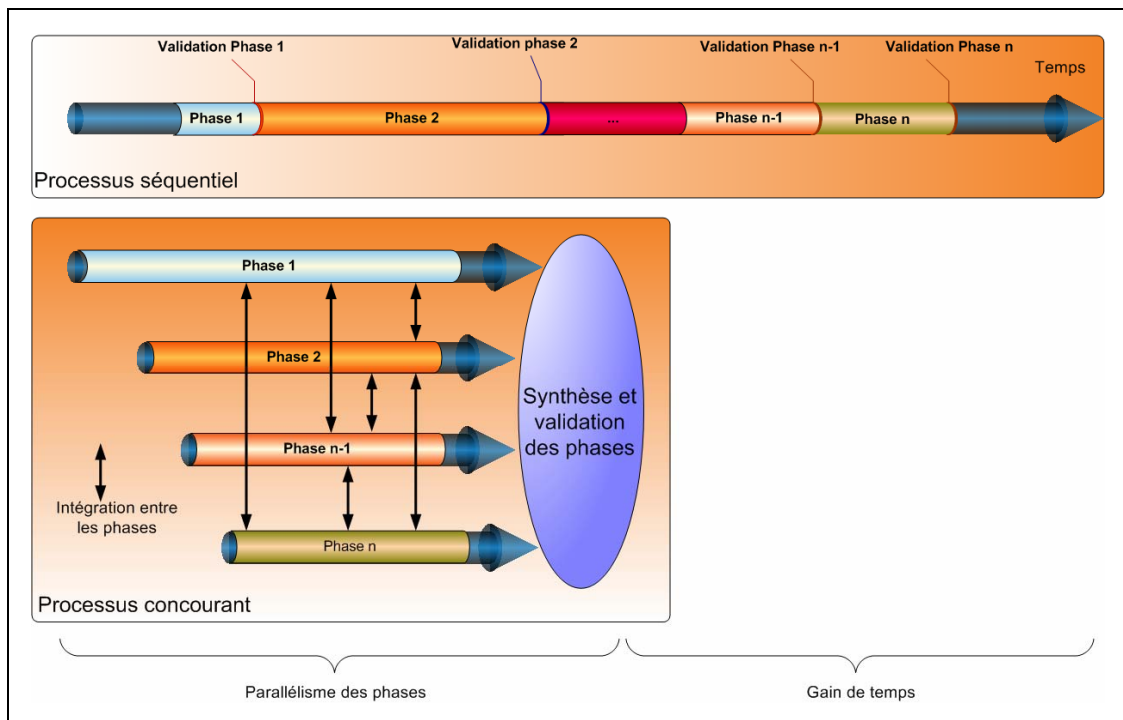 Validation Phase 1
Validation phase 2
Validation Phase n-1
Validation Phase n
Temps
Phase 1
Phase 2
...
Phase n-1
Phase n
Processus séquentiel
Phase 1
Phase 2
Phase n-1
Phase n
Synthèse et
validation
des phases
Intégration entre
les phases
Processus concourant
Parallélisme des phases
Gain de temps